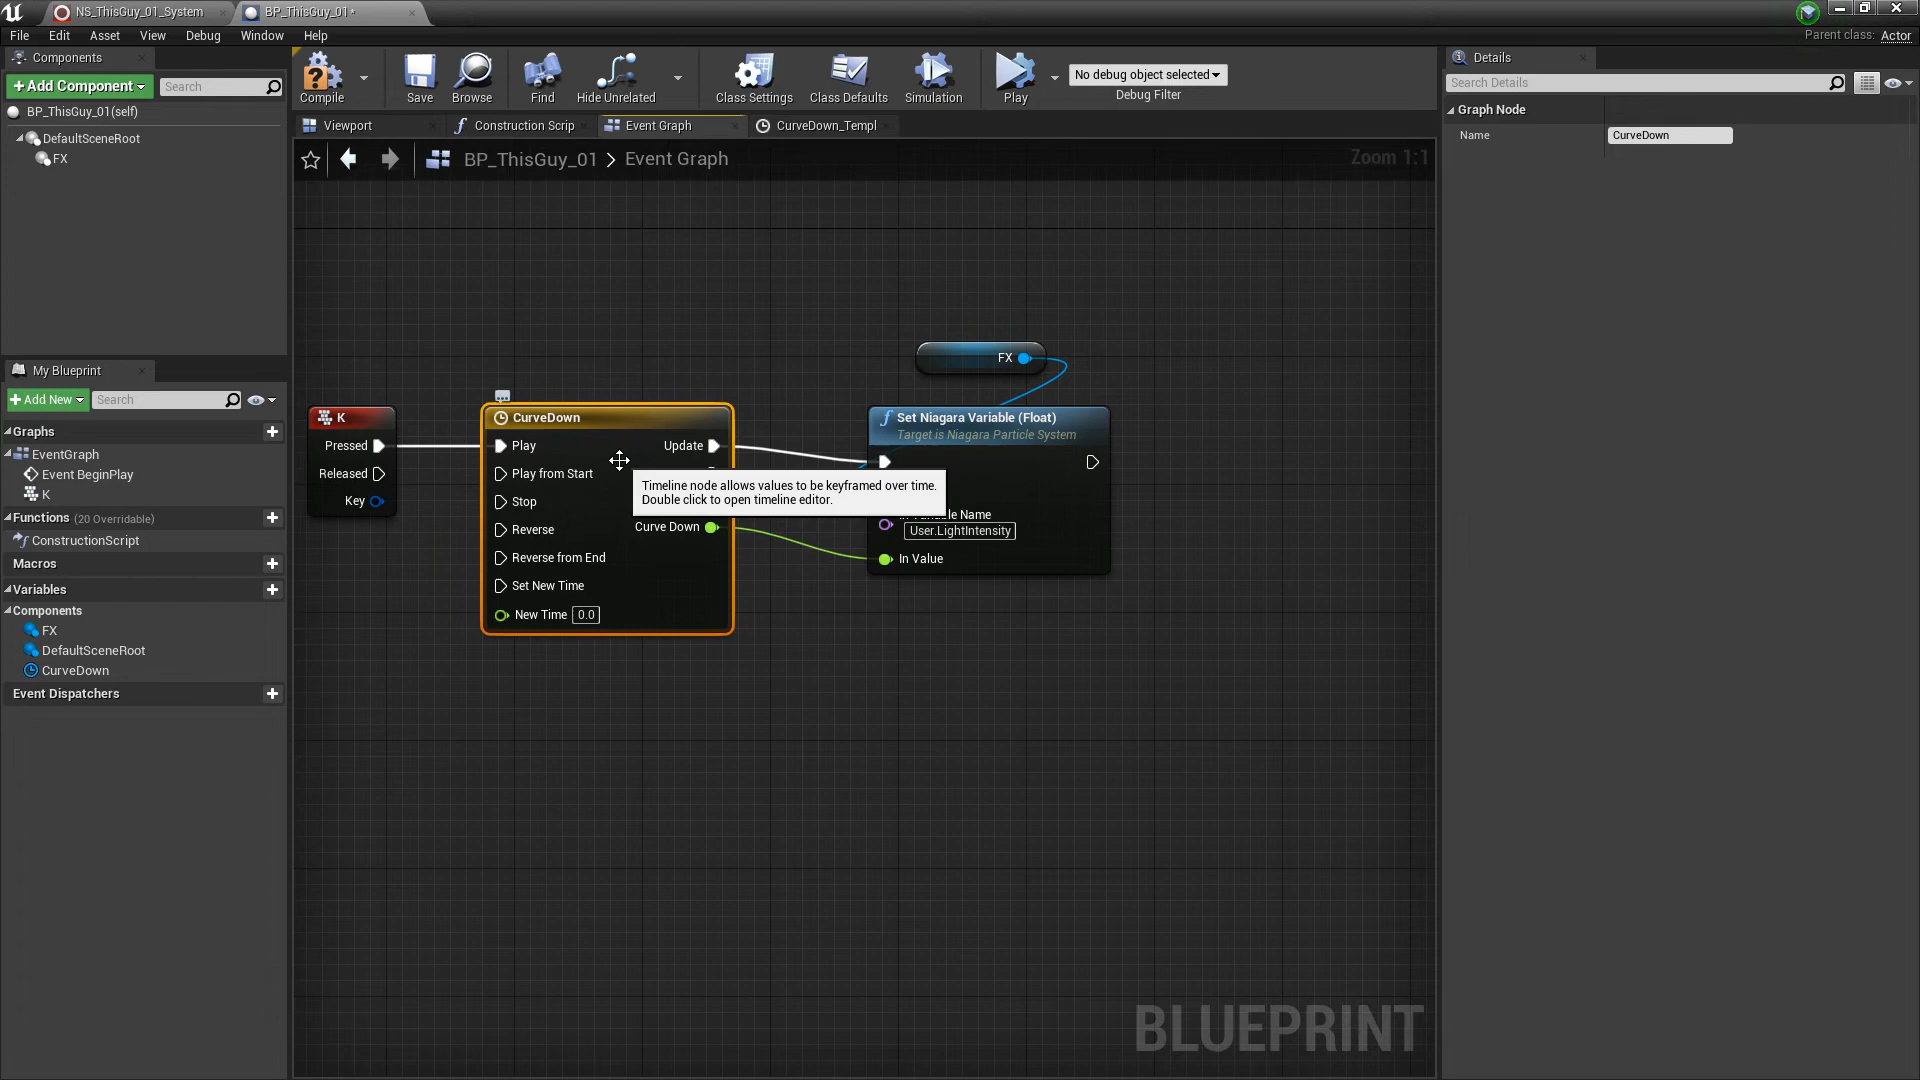 NS_ThisGuy_01_System
BP_ThisGuy_01*
File Edit Asset View Debug Window Help
Parent class: Actor
Components
+Add Component
Search
BP_ThisGuy_01(self)
DefaultSceneRoot
FX
Compile
Save
Browse
Find
Hide Unrelated
Class Settings
Class Defaults
Simulation
Play
No debug object selected
Debug Filter
Viewport
Construction Scrip
Event Graph
CurveDown_Templ
BP_ThisGuy_01 > Event Graph
Zoom 1:1
My Blueprint
+Add New
Search
Graphs
EventGraph
Event BeginPlay
K
Functions (20 Overridable)
ConstructionScript
Macros
Variables
Components
FX
DefaultSceneRoot
CurveDown
Event Dispatchers
K
Pressed
Released
Key
CurveDown
Play
Update
Play from Start
Stop
Reverse
Curve Down
Reverse from End
Set New Time
New Time 0.0
Timeline node allows values to be keyframed over time.
Double click to open timeline editor.
FX
Set Niagara Variable (Float)
Target is Niagara Particle System
Name
User.LightIntensity
In Value
BLUEPRINT
Details
Search Details
Graph Node
Name
CurveDown